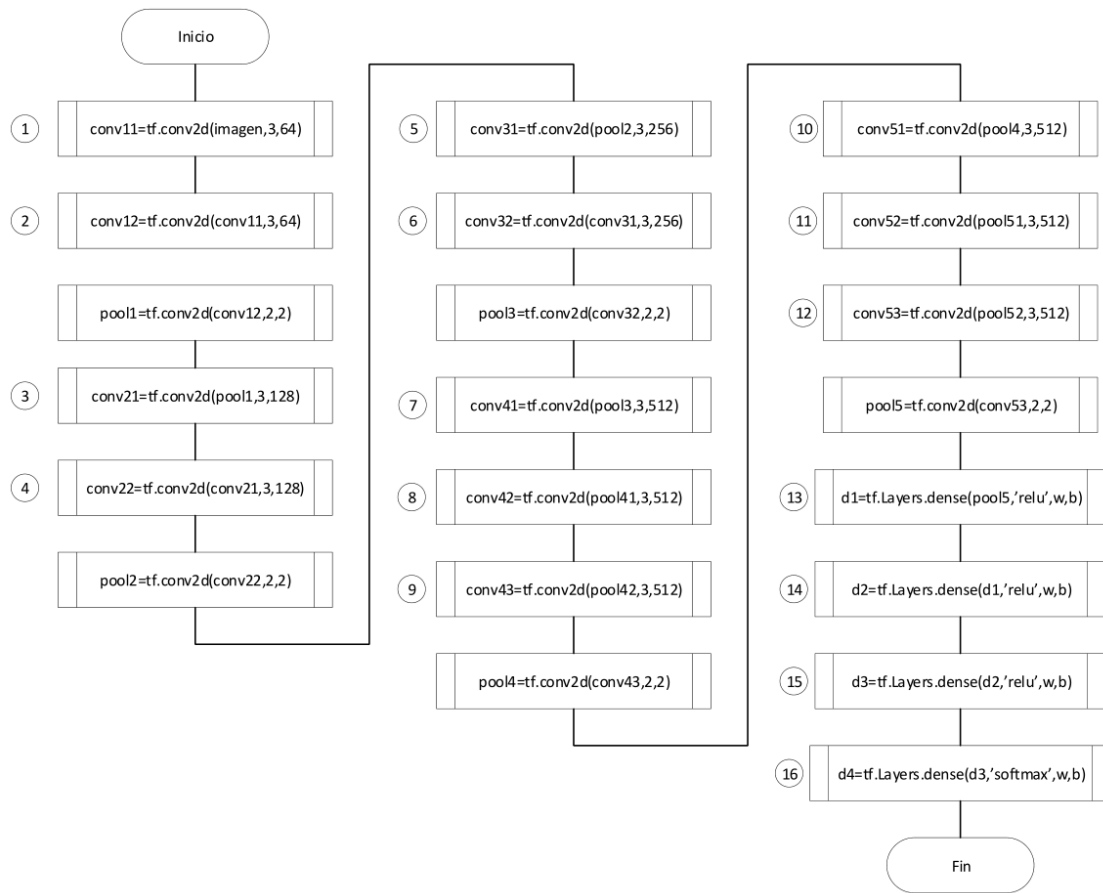 Inicio
1
conv11=tf.conv2d(imagen,3,64)
2
conv12=tf.conv2d(conv11,3,64)
pool1=tf.conv2d(conv12,2,2)
3
conv21=tf.conv2d(pool1,3,128)
4
conv22=tf.conv2d(conv21,3,128)
pool2=tf.conv2d(conv22,2,2)
5
conv31=tf.conv2d(pool2,3,256)
6
conv32=tf.conv2d(conv31,3,256)
pool3=tf.conv2d(conv32,2,2)
7
conv41=tf.conv2d(pool3,3,512)
8
conv42=tf.conv2d(pool41,3,512)
9
conv43=tf.conv2d(pool42,3,512)
pool4=tf.conv2d(conv43,2,2)
10
conv51=tf.conv2d(pool4,3,512)
11
conv52=tf.conv2d(pool51,3,512)
12
conv53=tf.conv2d(pool52,3,512)
pool5=tf.conv2d(conv53,2,2)
13
d1=tf.Layers.dense(pool5,’relu’,w,b)
14
d2=tf.Layers.dense(d1,’relu’,w,b)
15
d3=tf.Layers.dense(d2,’relu’,w,b)
16
d4=tf.Layers.dense(d3,’softmax’,w,b)
Fin